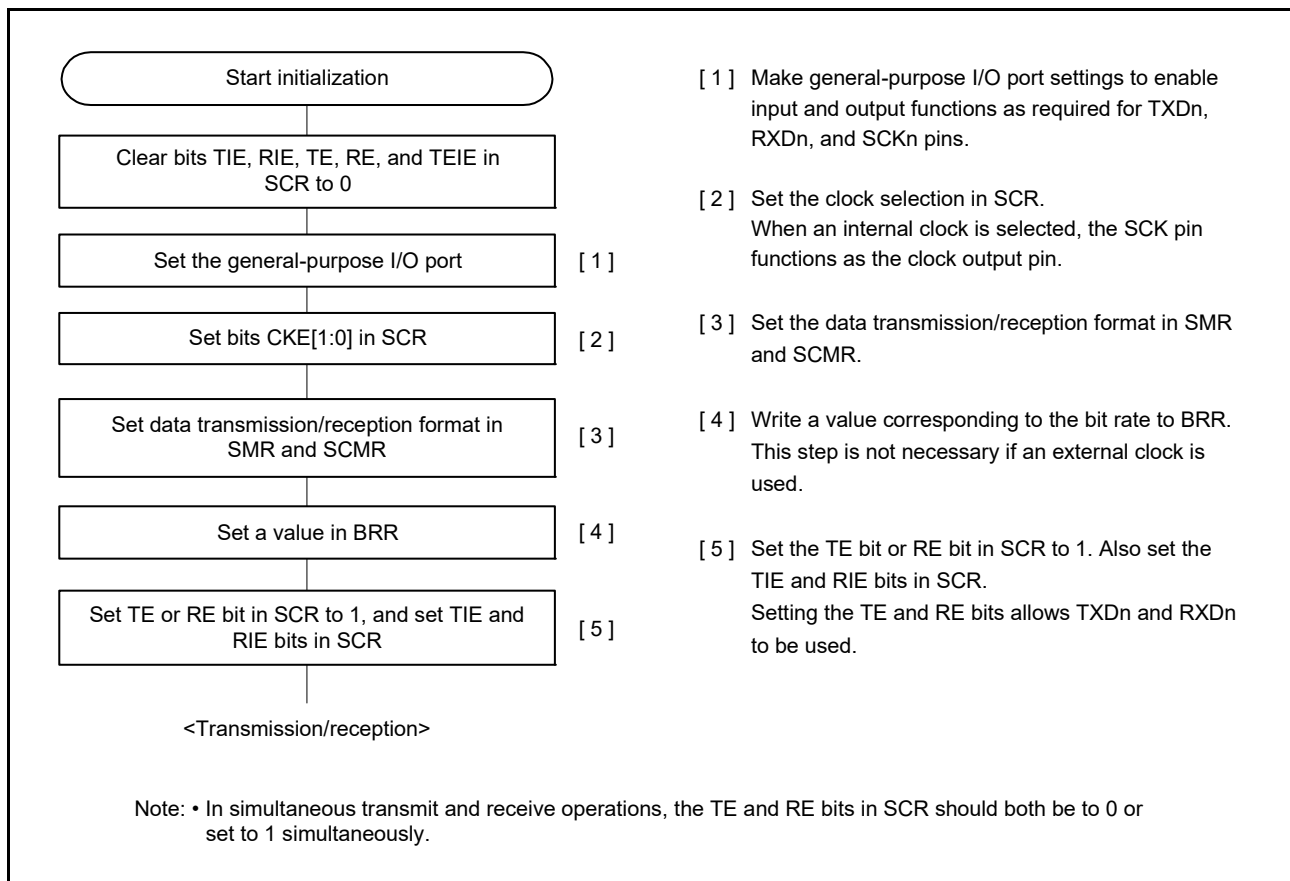 Start initialization
Clear bits TIE, RIE, TE, RE, and TEIE in
SCR to 0
Set the general-purpose I/O port
[ 1 ]
Set bits CKE[1:0] in SCR
[ 2 ]
Set data transmission/reception format in
SMR and SCMR
[ 3 ]
Set a value in BRR
[ 4 ]
Set TE or RE bit in SCR to 1, and set TIE and
RIE bits in SCR
[ 5 ]
<Transmission/reception>
[ 1 ] Make general-purpose I/O port settings to enable
input and output functions as required for TXDn,
RXDn, and SCKn pins.
[ 2 ] Set the clock selection in SCR.
When an internal clock is selected, the SCK pin
functions as the clock output pin.
[ 3 ] Set the data transmission/reception format in SMR
and SCMR.
[ 4 ] Write a value corresponding to the bit rate to BRR.
This step is not necessary if an external clock is
used.
[ 5 ] Set the TE bit or RE bit in SCR to 1. Also set the
TIE and RIE bits in SCR.
Setting the TE and RE bits allows TXDn and RXDn
to be used.
Note: • In simultaneous transmit and receive operations, the TE and RE bits in SCR should both be to 0 or
set to 1 simultaneously.